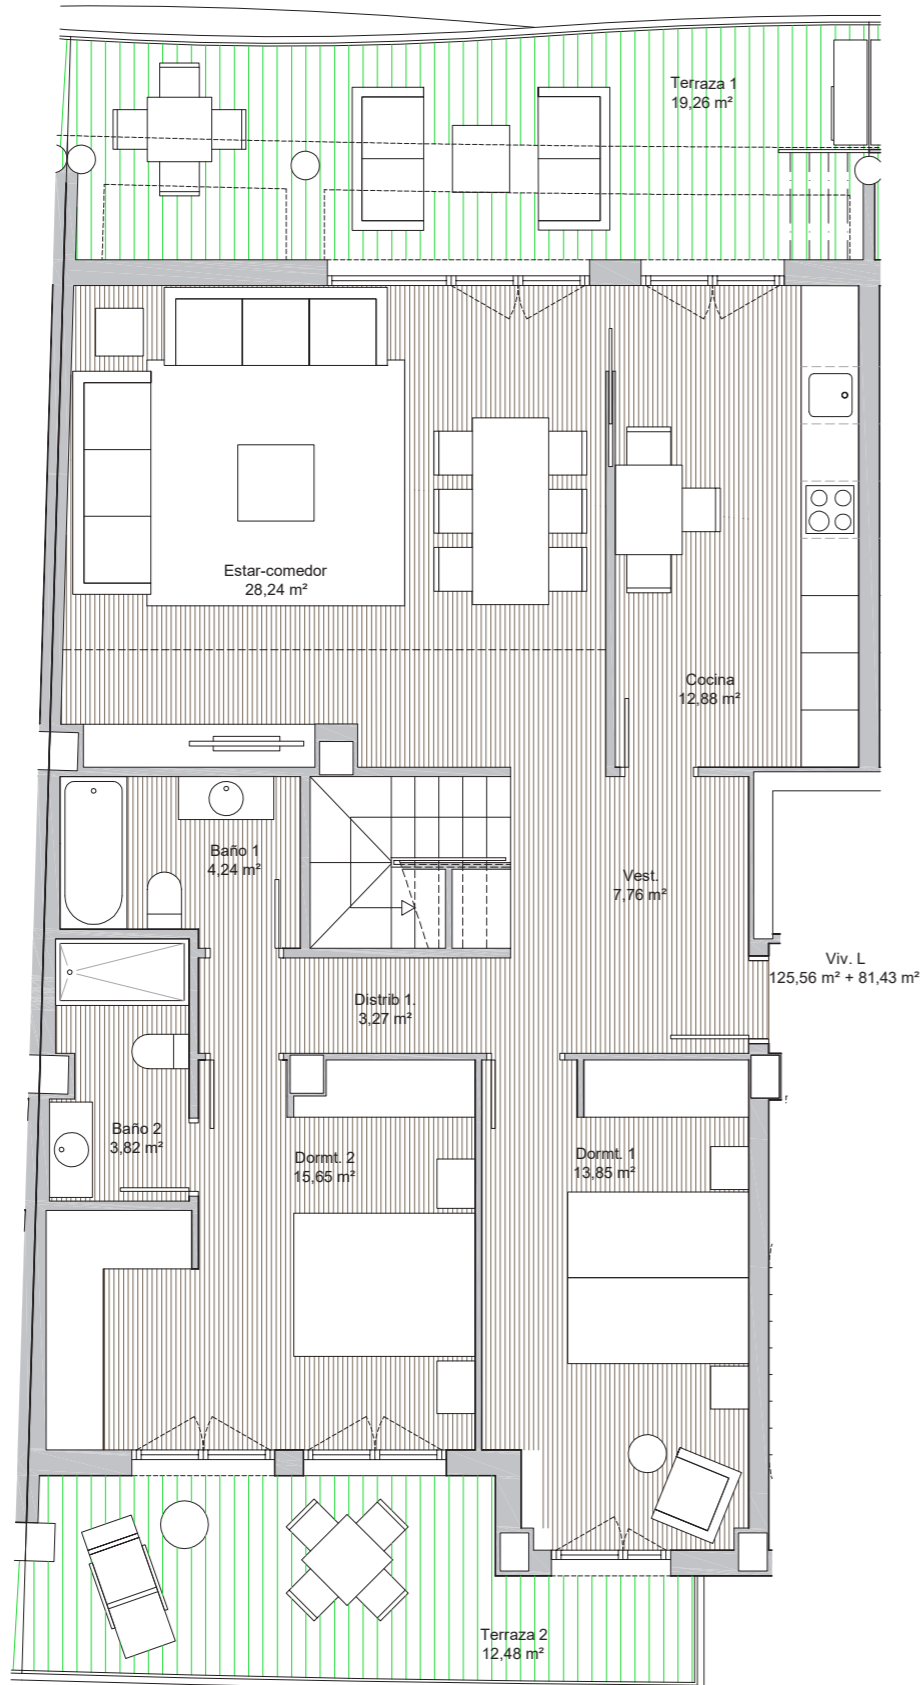 Terraza 1
19,26 m²
Estar-comedor
28,24 m²
Cocina
12,88 m²
Baño 1
4,24 m²
Vest.
7,76 m²
Viv. L
125,56 m² + 81,43 m²
Distrib 1.
3,27 m²
Baño 2
3,82 m²
Dormt. 2
15,65 m²
Dormt. 1
13,85 m²
Terraza 2
12,48 m²